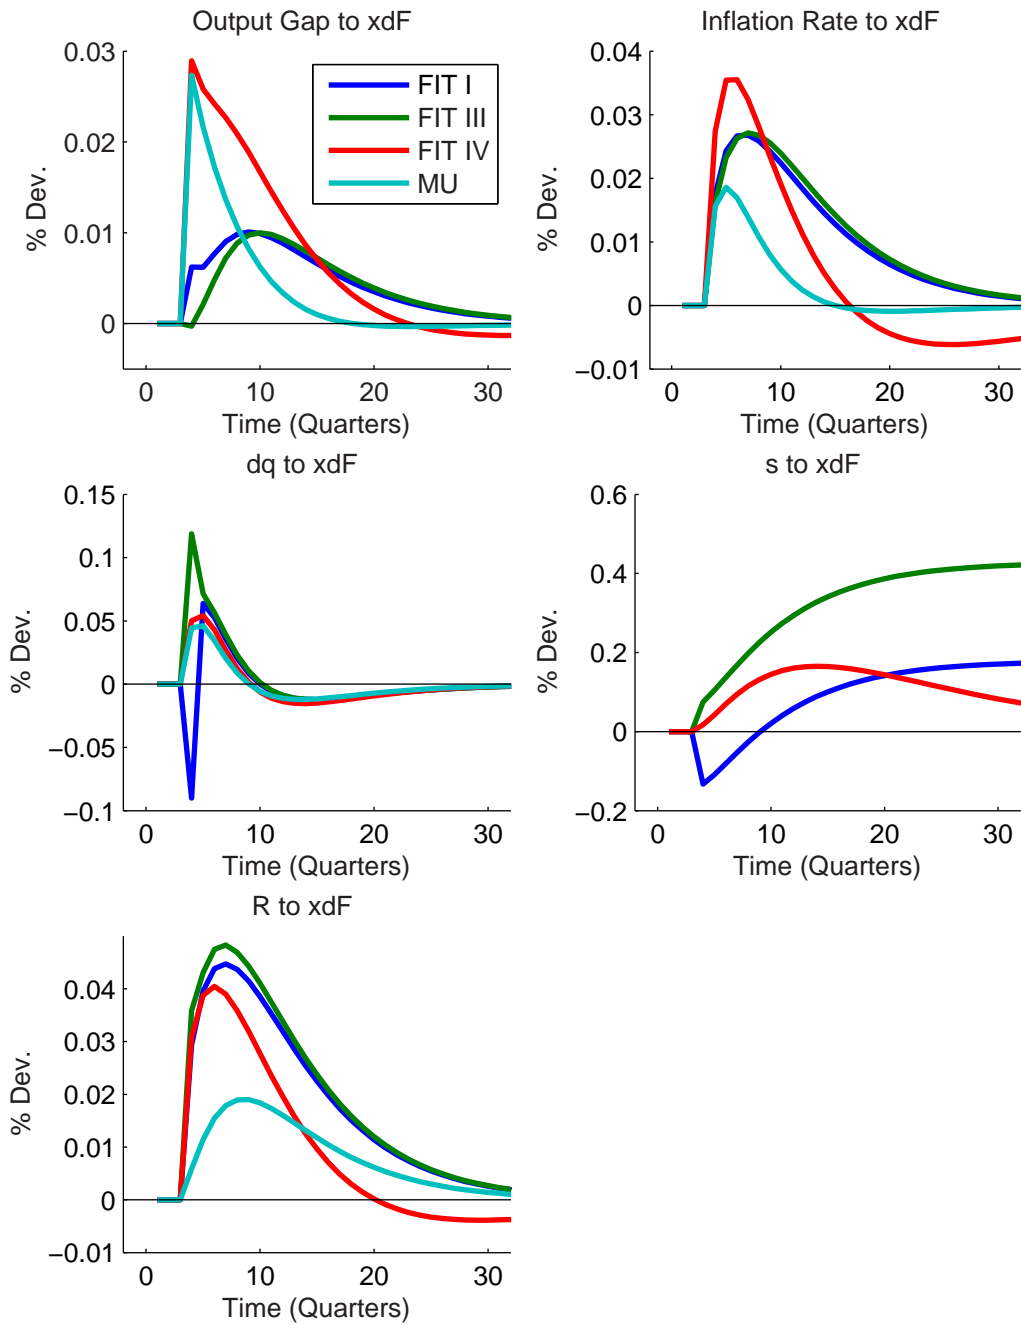 Output Gap to xdF
0.03
0.02
0.01
0
% Dev.
0
10
20
30
Time (Quarters)
FIT I
FIT III
FIT IV
MU
Inflation Rate to xdF
0.04
0.03
0.02
0.01
0
−0.01
% Dev.
0
10
20
30
Time (Quarters)
dq to xdF
0.15
0.1
0.05
0
−0.05
−0.1
% Dev.
0
10
20
30
Time (Quarters)
s to xdF
0.6
0.4
0.2
0
−0.2
% Dev.
0
10
20
30
Time (Quarters)
R to xdF
0.04
0.03
0.02
0.01
0
−0.01
% Dev.
0
10
20
30
Time (Quarters)